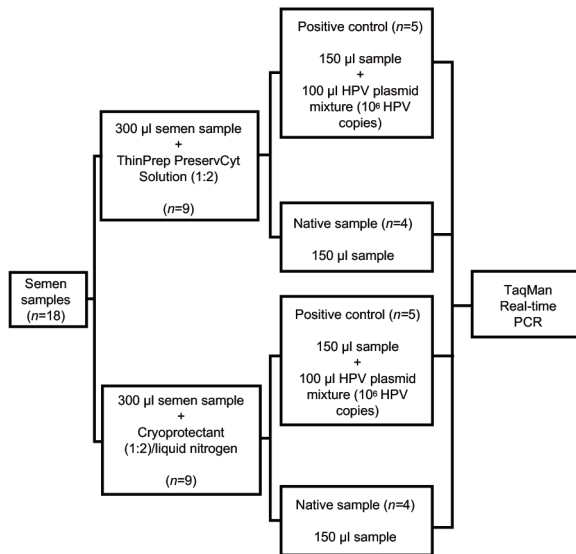 Semen
samples
(n=18)
300 µl semen sample
+
ThinPrep PreservCyt
Solution (1:2)
(n=9)
300 µl semen sample
+
Cryoprotectant
(1:2)/liquid nitrogen
(n=9)
Positive control (n=5)
150 µl sample
+
100 µl HPV plasmid
mixture (10⁶ HPV
copies)
Native sample (n=4)
150 µl sample
Positive control (n=5)
150 µl sample
+
100 µl HPV plasmid
mixture (10⁶ HPV
copies)
Native sample (n=4)
150 µl sample
TaqMan
Real-time
PCR